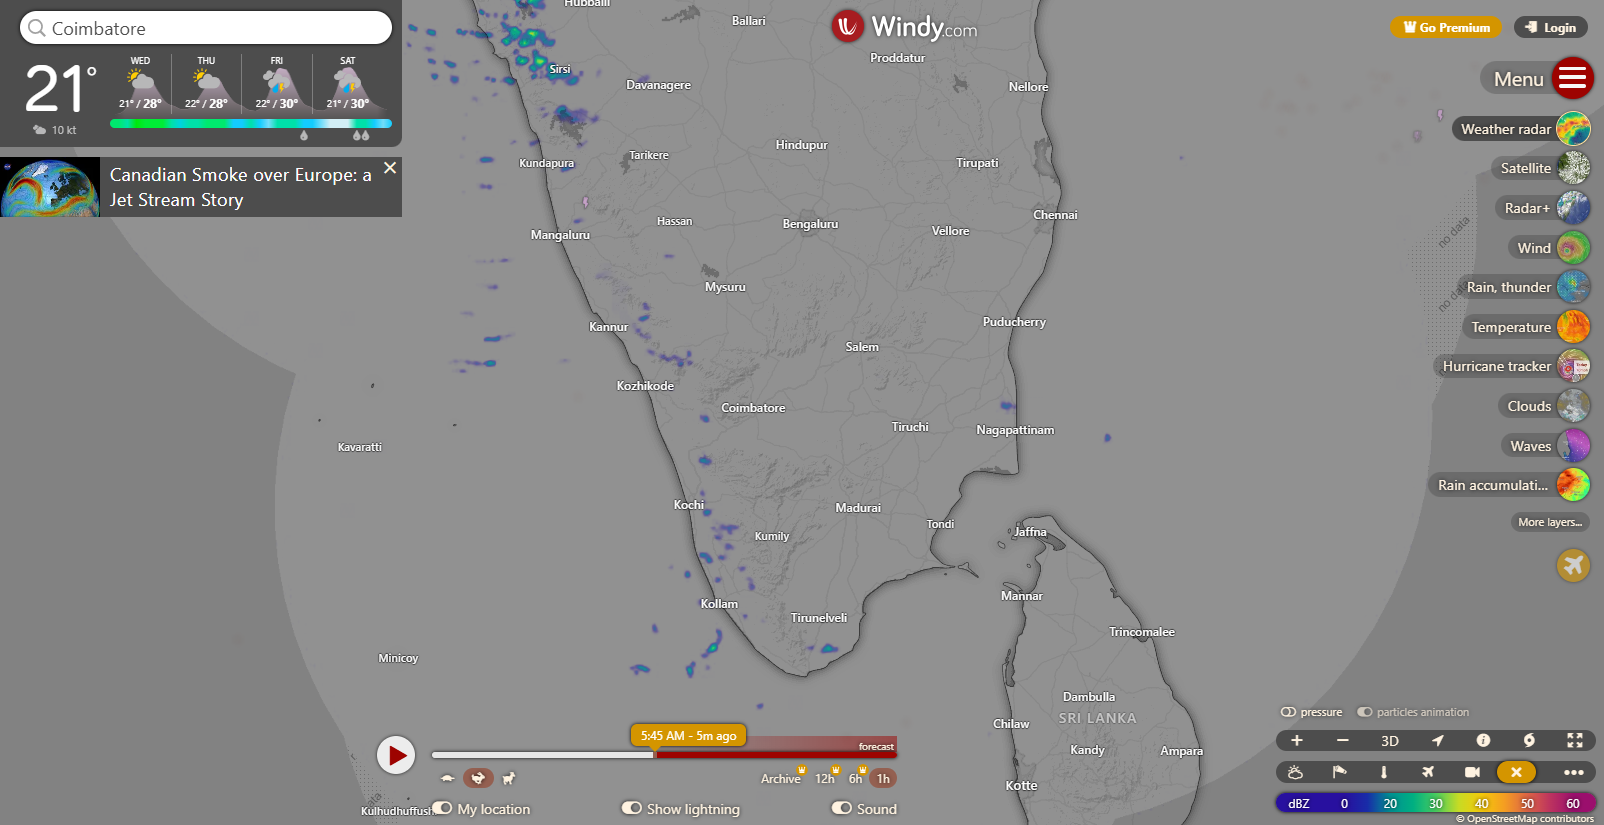 Coimbatore
21°
10 kt
WED THU FRI SAT
21° / 28° 22° / 28° 22° / 30° 21° / 30°
Canadian Smoke over Europe: a
Jet Stream Story
Windy.com
Go Premium
Login
Menu
Weather radar
Satellite
Radar+
Wind
Rain, thunder
Temperature
Hurricane tracker
Clouds
Waves
Rain accumulati...
More layers...
no data
no data
Hubballi
Ballari
Proddatur
Sirsi
Davanagere
Nellore
Hindupur
Kundapura
Tarikere
Tirupati
Chennai
Hassan
Bengaluru
Vellore
Mangaluru
Mysuru
Kannur
Puducherry
Salem
Kozhikode
Coimbatore
Tiruchi
Nagapattinam
Kavaratti
Kochi
Madurai
Tondi
Kumily
Jaffna
Mannar
Kollam
Tirunelveli
Trincomalee
Minicoy
Dambulla
SRI LANKA
Chilaw
Kandy
Ampara
Kotte
Kulhudhuffushi
5:45 AM - 5m ago
forecast
Archive 12h 6h 1h
My location
Show lightning
Sound
pressure
particles animation
+ − 3D
dBZ 0 20 30 40 50 60
© OpenStreetMap contributors